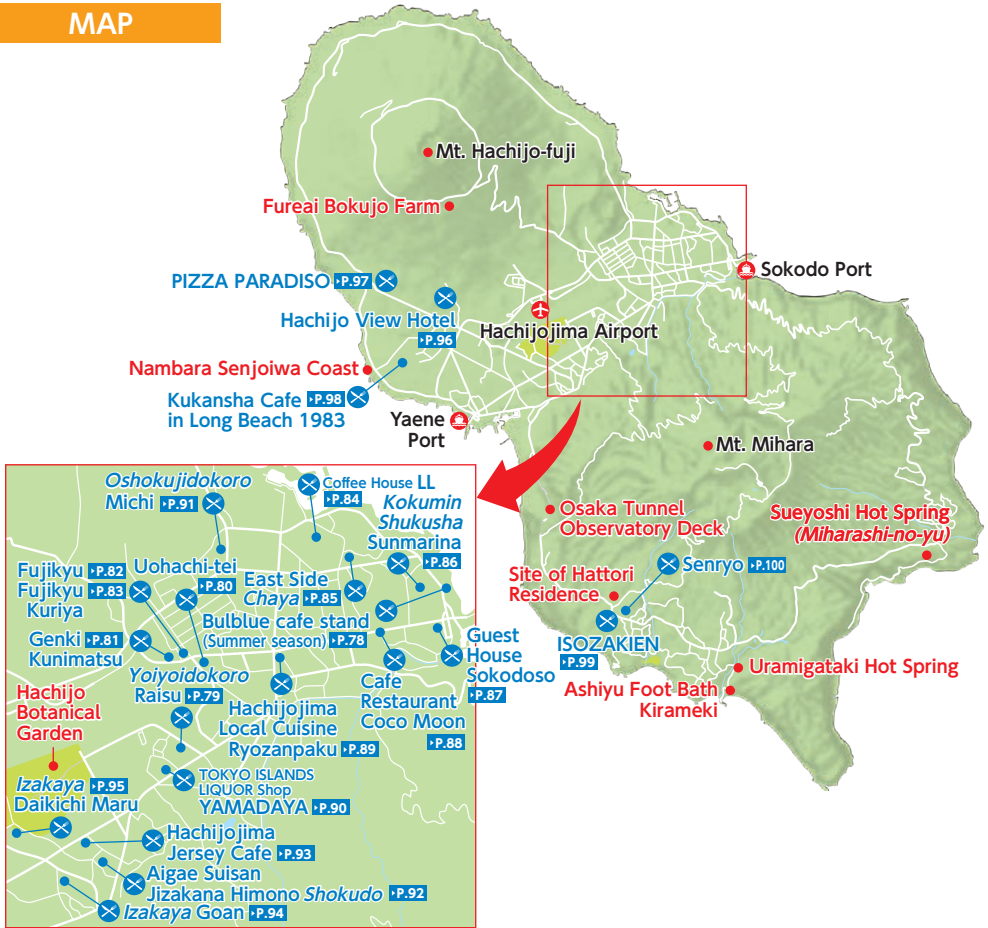 MAP
Mt. Hachijo-fuji
Fureai Bokujo Farm
PIZZA PARADISO ▸P.97
Hachijo View Hotel
▸P.96
Sokodo Port
Hachijojima Airport
Nambara Senjoiwa Coast
Kukansha Cafe ▸P.98
in Long Beach 1983
Yaene
Port
Mt. Mihara
Osaka Tunnel
Observatory Deck
Sueyoshi Hot Spring
(Miharashi-no-yu)
Senryo ▸P.100
Site of Hattori
Residence
ISOZAKIEN
▸P.99
Uramigataki Hot Spring
Ashiyu Foot Bath
Kirameki
Oshokujidokoro
Michi ▸P.91
Coffee House LL
▸P.84
Kokumin
Shukusha
Sunmarina
▸P.86
Fujikyu ▸P.82
Fujikyu ▸P.83
Kuriya
Uohachi-tei
▸P.80
East Side
Chaya ▸P.85
Bulblue cafe stand
(Summer season) ▸P.78
Genki ▸P.81
Kunimatsu
Guest
House
Sokodoso
▸P.87
Yoiyoidokoro
Raisu ▸P.79
Cafe
Restaurant
Coco Moon
▸P.88
Hachijo
Botanical
Garden
Hachijojima
Local Cuisine
Ryozanpaku ▸P.89
TOKYO ISLANDS
LIQUOR Shop
YAMADAYA ▸P.90
Izakaya ▸P.95
Daikichi Maru
Hachijojima
Jersey Cafe ▸P.93
Aigae Suisan
Jizakana Himono Shokudo ▸P.92
Izakaya Goan ▸P.94